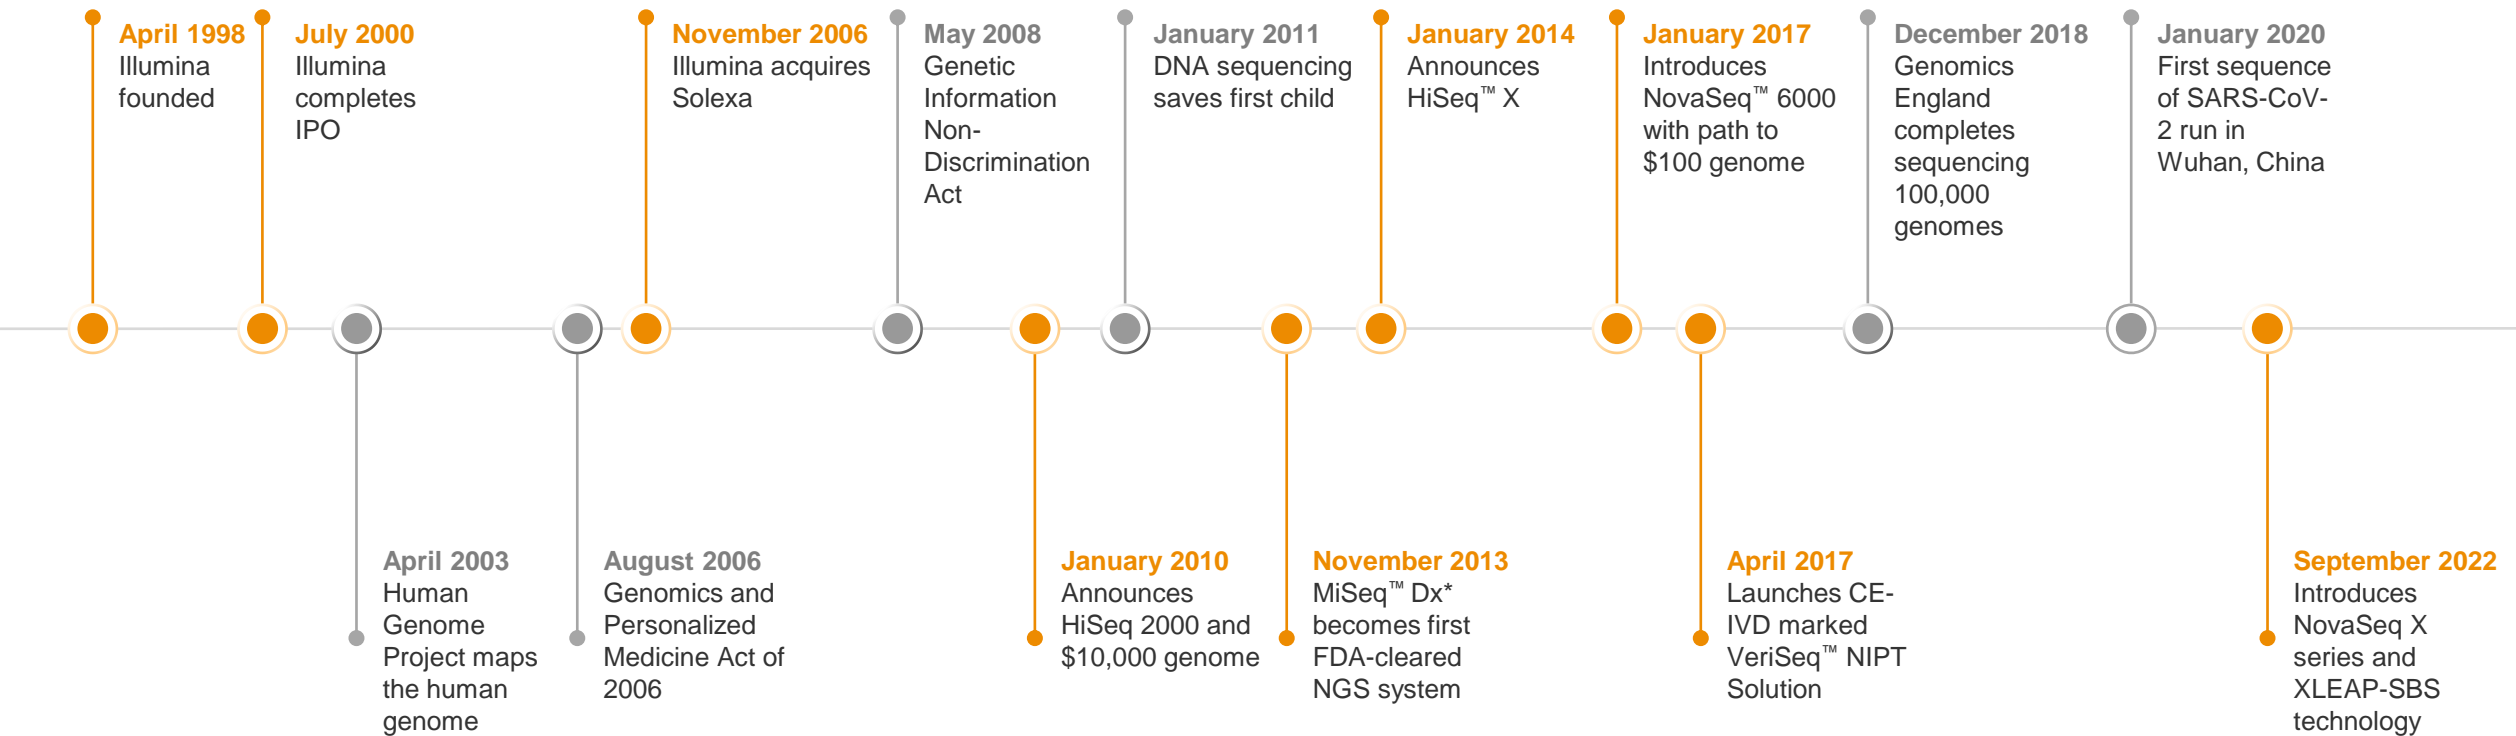 April 1998
Illumina
founded
July 2000
Illumina
completes
IPO
November 2006
Illumina acquires
Solexa
May 2008
Genetic
Information
Non-
Discrimination
Act
January 2011
DNA sequencing
saves first child
January 2014
Announces
HiSeq™ X
January 2017
Introduces
NovaSeq™ 6000
with path to
$100 genome
December 2018
Genomics
England
completes
sequencing
100,000
genomes
January 2020
First sequence
of SARS-CoV-
2 run in
Wuhan, China
April 2003
Human
Genome
Project maps
the human
genome
August 2006
Genomics and
Personalized
Medicine Act of
2006
January 2010
Announces
HiSeq 2000 and
$10,000 genome
November 2013
MiSeq™ Dx*
becomes first
FDA-cleared
NGS system
April 2017
Launches CE-
IVD marked
VeriSeq™ NIPT
Solution
September 2022
Introduces
NovaSeq X
series and
XLEAP-SBS
technology